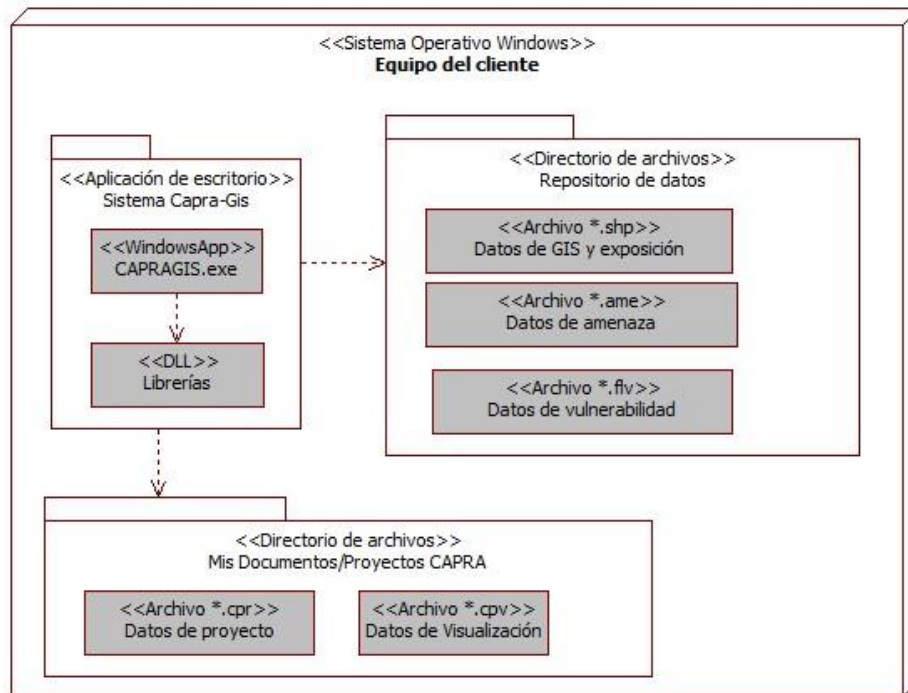 <<Sistema Operativo Windows>>
Equipo del cliente
<<Aplicación de escritorio>>
Sistema Capra-Gis
<<WindowsApp>>
CAPRAGIS.exe
<<DLL>>
Librerías
<<Directorio de archivos>>
Repositorio de datos
<<Archivo *.shp>>
Datos de GIS y exposición
<<Archivo *.ame>>
Datos de amenaza
<<Archivo *.flv>>
Datos de vulnerabilidad
<<Directorio de archivos>>
Mis Documentos/Proyectos CAPRA
<<Archivo *.cpr>>
Datos de proyecto
<<Archivo *.cpv>>
Datos de Visualización